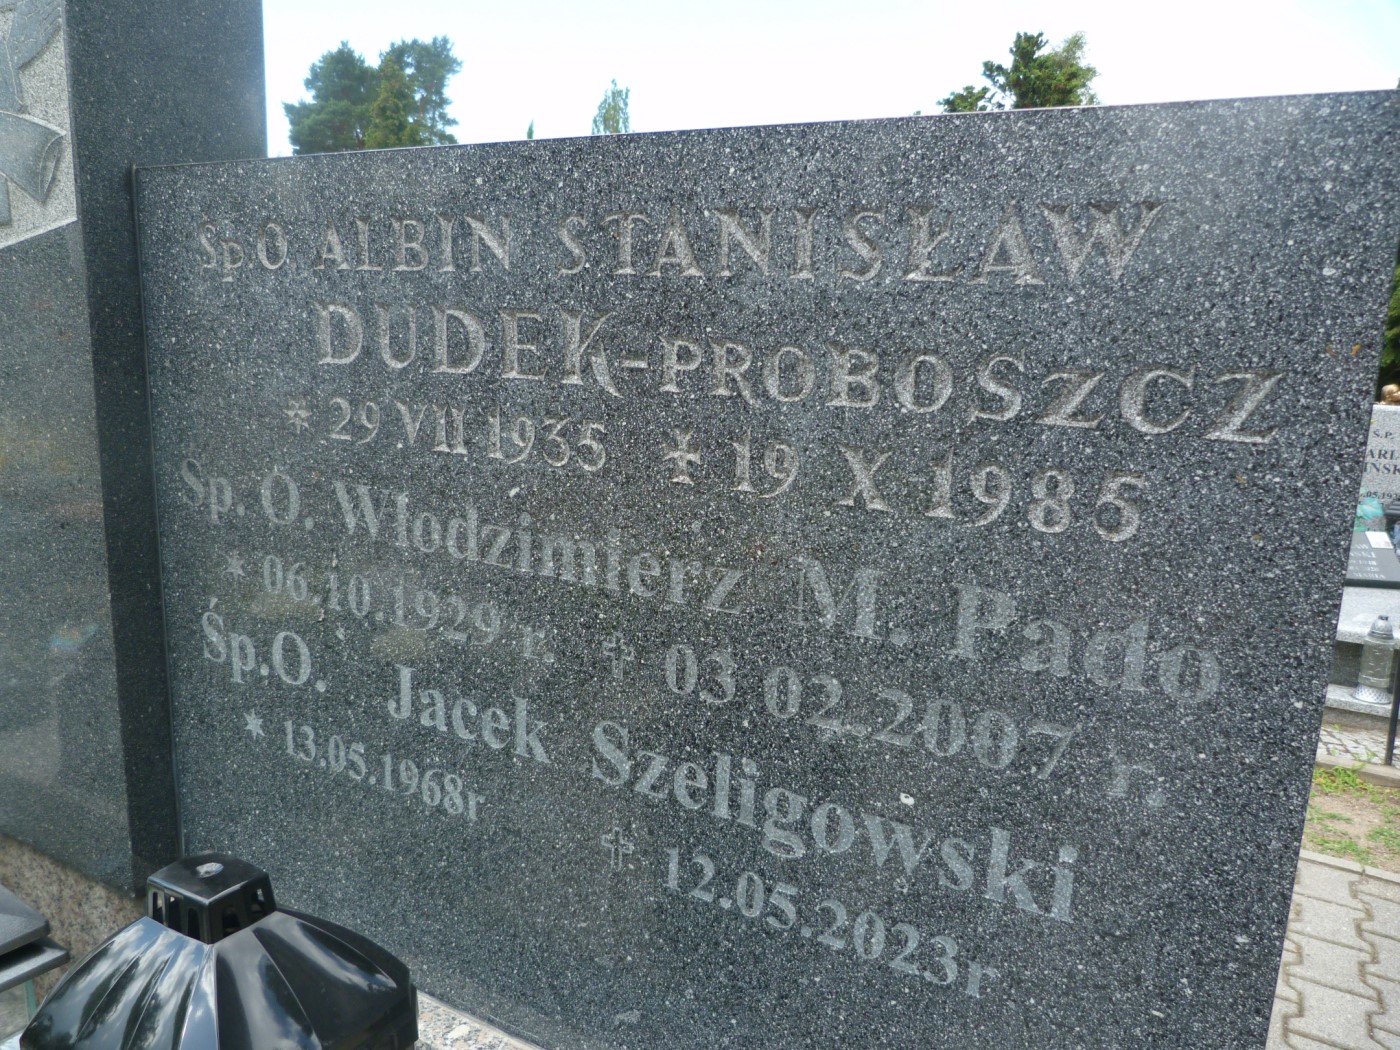 Śp O ALBIN STANISŁAW
DUDEK-PROBOSZCZ
* 29 VII 1935 ✝ 19 X 1985
Śp. O. Włodzimierz M. Pado
* 06.10.1929 r. ✝ 03 02.2007 r.
Śp.O. Jacek Szeligowski
* 13.05.1968r ✝ 12.05.2023r